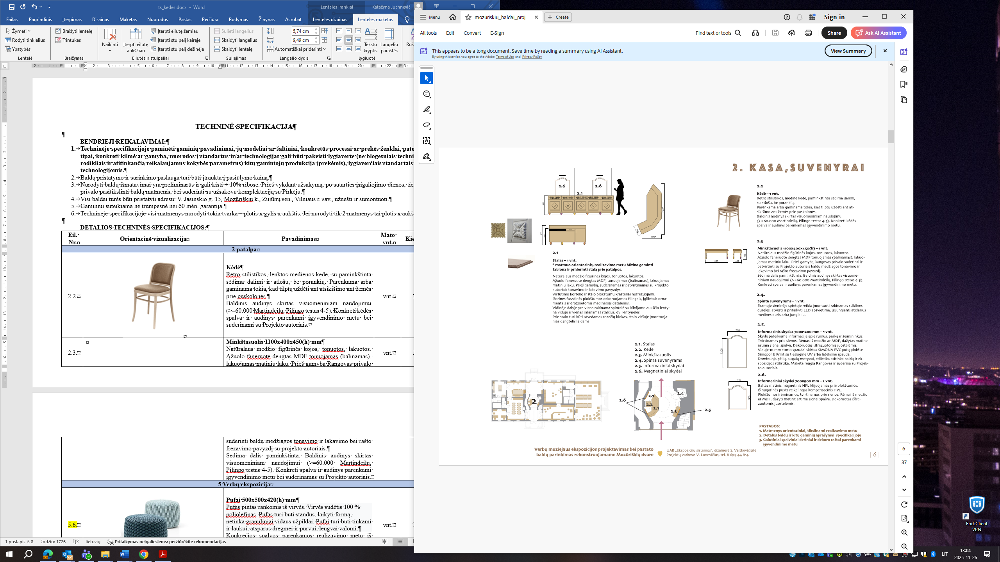 ts_kedes.docx - Word
Lentelės įrankiai
Katažyna Juchnevič
Failas
Pagrindinis
Įterpimas
Dizainas
Maketas
Nuorodos
Paštas
Peržiūra
Rodymas
Žinynas
Acrobat
Lentelės dizainas
Lentelės maketas
Žymėti
Rodyti tinklelius
Ypatybės
Lentelė
Braižyti lentelę
Trintukas
Braižymas
Naikinti
Įterpti eilutę
aukščiau
Įterpti eilutę žemiau
Įterpti stulpelį kairėje
Įterpti stulpelį dešinėje
Eilutės ir stulpeliai
Sulieti langelius
Skaidyti langelius
Skaidyti lentelę
Suliejimas
5,74 cm
9,49 cm
Automatiškai priderinti
Langelio dydis
Teksto
kryptis
Langelio
paraštės
Lygiuotė
TECHNINĖ SPECIFIKACIJA¶
¶
BENDRIEJI REIKALAVIMAI:¶
1. Techninėje specifikacijoje paminėti gaminių pavadinimai, jų modeliai ar šaltiniai, konkretūs procesai ar prekės ženklai, pate
tipai, konkreti kilmė ar gamyba, nuorodos į standartus ir/ar technologijas gali būti pakeisti lygiaverte (ne blogesniais techni
rodikliais ir atitinkančią reikalaujamus kokybės parametrus) kitų gamintojų produkcija (prekėmis), lygiaverčiais standartais
technologijomis.¶
2. Baldų pristatymo ir surinkimo paslauga turi būti įtraukta į pasiūlymo kainą.¶
3. Nurodyti baldų išmatavimai yra preliminarūs ir gali kisti ± 10% ribose. Prieš vykdant užsakymą, po sutarties įsigaliojimo dienos, tiel
privalo pasitikslinti baldų matmenis, bei suderinti su užsakovu komplektaciją su Pirkėju.¶
4. Visi baldai turės būti pristatyti adresu: V. Jasinskio g. 15, Mozūriškių k., Zujūnų sen., Vilniaus r. sav., užnešti ir sumontuoti.¶
5. Gaminiui suteikiama ne trumpesnė nei 60 mėn. garantija.¶
6. Techninėje specifikacijoje visi matmenys nurodyti tokia tvarka – plotis x gylis x aukštis. Jei nurodyti tik 2 matmenys tai plotis x aukš
¶
DETALIOS TECHNINĖS SPECIFIKACIJOS:¶
Eil. Nr.¤
Orientacinė vizualizacija¤
Pavadinimas¤
Mato vnt.¤
Kie
2 patalpa¤
2.2.¤
Kėdė¶
Retro stilistikos, lenktos medienos kėdė, su paminkštinta
sėdima dalimi ir atlošu, be porankių. Parenkama arba
gaminama tokia, kad tilptų uždėti ant atsikišimo ant žemės
prie puskolonės.¶
Baldinis audinys skirtas visuomeniniam naudojimui
(>=60.000 Martindeilų, Pilingo testas 4-5). Konkreti kėdės
spalva ir audinys parenkami įgyvendinimo metu bei
suderinami su Projekto autoriais.¤
vnt.¤
2.3.¤
Minkštasuolis 1100x400x450(h) mm¶
Natūralaus medžio figūrinės kojos, tonuotos, lakuotos.
Ąžuolo faneruote dengtas MDF tonuojamas (balinamas),
lakuojamas matiniu laku. Prieš gamybą Rangovas privalo
vnt.¤
suderinti baldų medžiagos tonavimo ir lakavimo bei rašto
frezavimo pavyzdį su projekto autoriais.¶
Sėdima dalis paminkštinta. Baldinis audinys skirtas
visuomeniniam naudojimui (>=60.000 Martindeilų,
Pilingo testas 4-5). Konkreti spalva ir audinys parenkami
įgyvendinimo metu bei suderinamas su Projekto autoriais.¤
5 Verbų ekspozicija¤
5.6.¤
Pufai 500x500x420(h) mm¶
Pufas pintas rankomis iš virvės. Virvės sudėtis 100 %
poliolefinas. Pufas turi būti standus, laikyti formą,
netinka granuliniai vidaus užpildai. Pufai turi būti tinkami
ir laukui, atsparūs drėgmei ir purvui, lengvai valomi.¶
Konkrečios spalvos parenkamos realizavimo metu iš
vnt.¤
1 puslapis iš 8
žodžių: 1726
lietuvių
Pritaikymas neįgaliesiems: peržiūrėkite rekomendacijas
Menu
mozuriskiu_baldai_proj...
Create
Sign in
All tools
Edit
Convert
E-Sign
Find text or tools
Share
Ask AI Assistant
This appears to be a long document. Save time by reading a summary using AI Assistant.
By using this service, you agree to the Adobe Terms of Use and Privacy Policy
View Summary
2. KASA,SUVENYRAI
2.6
2.6
2.1
900
2350*
1140*
2.1
Stalas – 1 vnt.
* matmuo orientacinis, realizavimo metu būtina gaminti
šabloną ir priderinti stalą prie patalpos.
Natūralaus medžio figūrinės kojos, tonuotos, lakuotos.
Ąžuolo faneruote dengtas MDF, tonuojamas (balinamas), lakuojamas
matiniu laku. Prieš gamybą, suderinamas ir patvirtinamas su Projekto
autoriais tonavimo ir lakavimo pavyzdys.
Viršutinio bortelio ir stalo plokštumų krašteliai nufrezuojami.
Išorinės fasadinės plokštumos dekoruojamos filingais, įgilintais orna-
mentais ir drožinėtomis medinėmis detalėmis.
Vidinėje dalyje yra viena rakinama spintelė su kilnijamo aukščio lenty-
na viduje ir vienas rakinamas stalčius, dvi lentynėlės.
Prie stalo turi būti atvedamas rozečių blokas, stalo viršuje įmontuoja-
mas dangtelis laidams
2.2
Kėdė – 1 vnt.
Retro stilistikos, medinė kėdė, paminkštinta sėdima dalimi,
su atlošu, be porankių.
Parenkama arba gaminama tokia, kad tilptų uždėti ant at-
sikišimo ant žemės prie puskolonės.
Baldinis audinys skirtas visuomeniniam naudojimui
(>=60.000 Martindeilų, Pilingo testas 4-5). Konkreti kėdės
spalva ir audinys parenkamas įgyvendinimo metu.
2.3
Minkštasuolis 1100x400x450(h) – 1 vnt.
Natūralaus medžio figūrinės kojos, tonuotos, lakuotos.
Ąžuolo faneruote dengtas MDF tonuojamas (balinamas), lakuo-
jamas matiniu laku. Prieš gamybą Rangovas privalo suderinti ir
patvirtinti su Projekto autoriais baldų medžiagos tonavimo ir
lakavimo bei rašto frezavimo pavyzdį.
Sėdima dalis paminkštinta. Baldinis audinys skirtas visuome-
niniam naudojimui (>=60.000 Martindeilų, Pilingo testas 4-5).
Konkreti spalva ir audinys parenkamas įgyvendinimo metu.
1100
400
450
2.4.
Spinta suvenyrams – 1 vnt.
Esamoje sieninėje spintoje reikia įmontuoti rakinamas stiklines
dureles, atvesti ir pritaikyti LED apšvietimą, įsijungiantį atidarius
medines duris arba jungikliu.
2.5.
Informacinis skydas 700x1200 mm – 1 vnt.
Skyde pateikiama informacija apie rūmus, parką ir šeimininkus.
Tvirtinamas prie sienos. Rėmas iš medžio ar MDF, dažytas matine
artima sienai spalva. Dekoruotas išfrezuotomis juostelėmis.
Viduje 10 mm storio spaudai skirtas SIMONA PVC putų plokštė
Simopor E Print su tiesiogine UV arba lateksine spauda.
Dominuoja gėlių, augalų motyvai, stilistika atitinka baldų ir ek-
spozicijos stilistiką. Maketą rengia Rangovas ir suderina su Projek-
to autoriais.
700
1200
2.6.
Informaciniai skydai 700x900 mm – 2 vnt.
Baltas matinis magnetinis HPL klijuojamas prie plokštumos.
Iš nugarinės pusės reikalingas kompensacinis HPL.
Plokštumos įrėminamos, tvirtinamos prie sienos. Rėmai iš medžio
ar MDF, dažyti matine artima sienai spalva. Dekoruotas išfre-
zuotomis juostelėmis.
700
900
2.1. Stalas
2.2. Kėdė
2.3. Minkštasuolis
2.4. Spinta suvenyrams
2.5. Informaciniai skydai
2.6. Magnetiniai skydai
2
2.6
2.1
2.2
2.1
2.4
2.3
2.5
PASTABOS:
1. Matmenys orientaciniai, tikslinami realizavimo metu
2. Detalūs baldų ir kitų gaminių aprašymai specifikacijoje
3. Galutiniai spalviniai deriniai ir dekoro raštai parenkami
įgyvendinimo metu
Verbų muziejaus ekspozicijos projektavimas bei pastato
baldų parinkimas rekonstruojamame Mozūriškių dvare
UAB „Ekspozicijų sistemos“, dizainerė S. Valtkevičiūtė
Projektų vadovas V. Lunevičius, tel. 8 699 44 814
| 6 |
6
37
FortiClient
VPN
LIT
13:04
2025-11-26